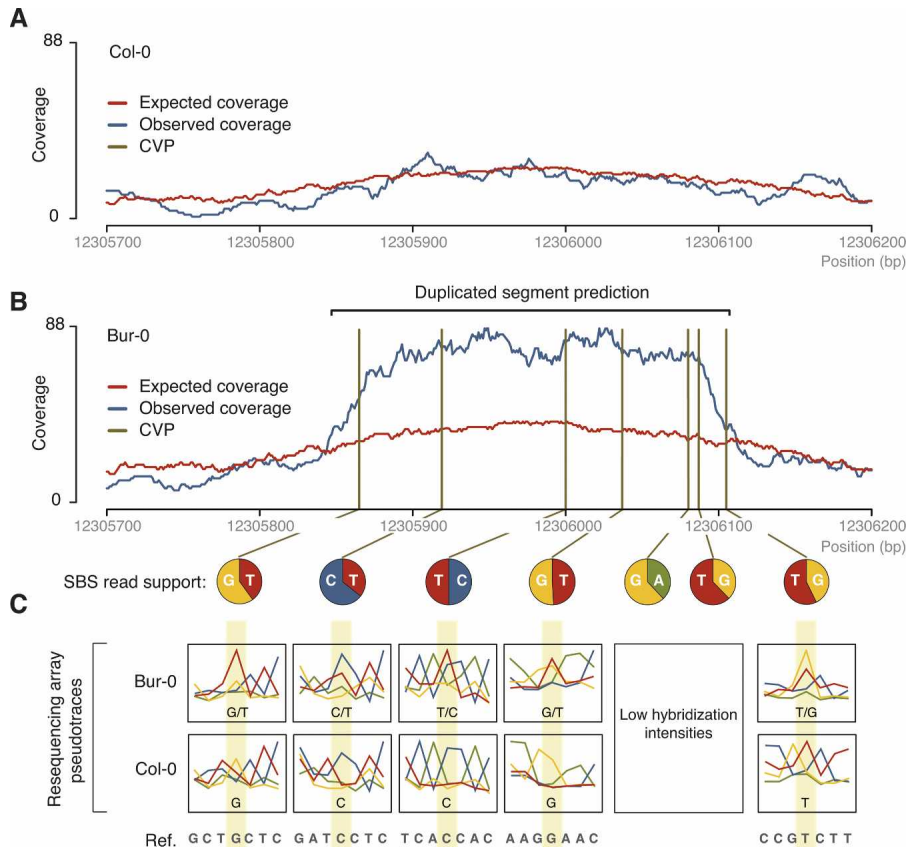 A
88
Col-0
Expected coverage
Observed coverage
CVP
Coverage
0
12305700 12305800 12305900 12306000 12306100 12306200
Position (bp)
B
Duplicated segment prediction
88
Bur-0
Expected coverage
Observed coverage
CVP
Coverage
0
12305700 12305800 12305900 12306000 12306100 12306200
Position (bp)
SBS read support: G T C T T C G T G A T G T G
C
Resequencing array
pseudotraces
Bur-0
G/T C/T T/C G/T T/G
Low hybridization
intensities
Col-0
G C C G T
Ref. G C T G C T C G A T C C T C T C A C C A C A A G G A A C C C G T C T T